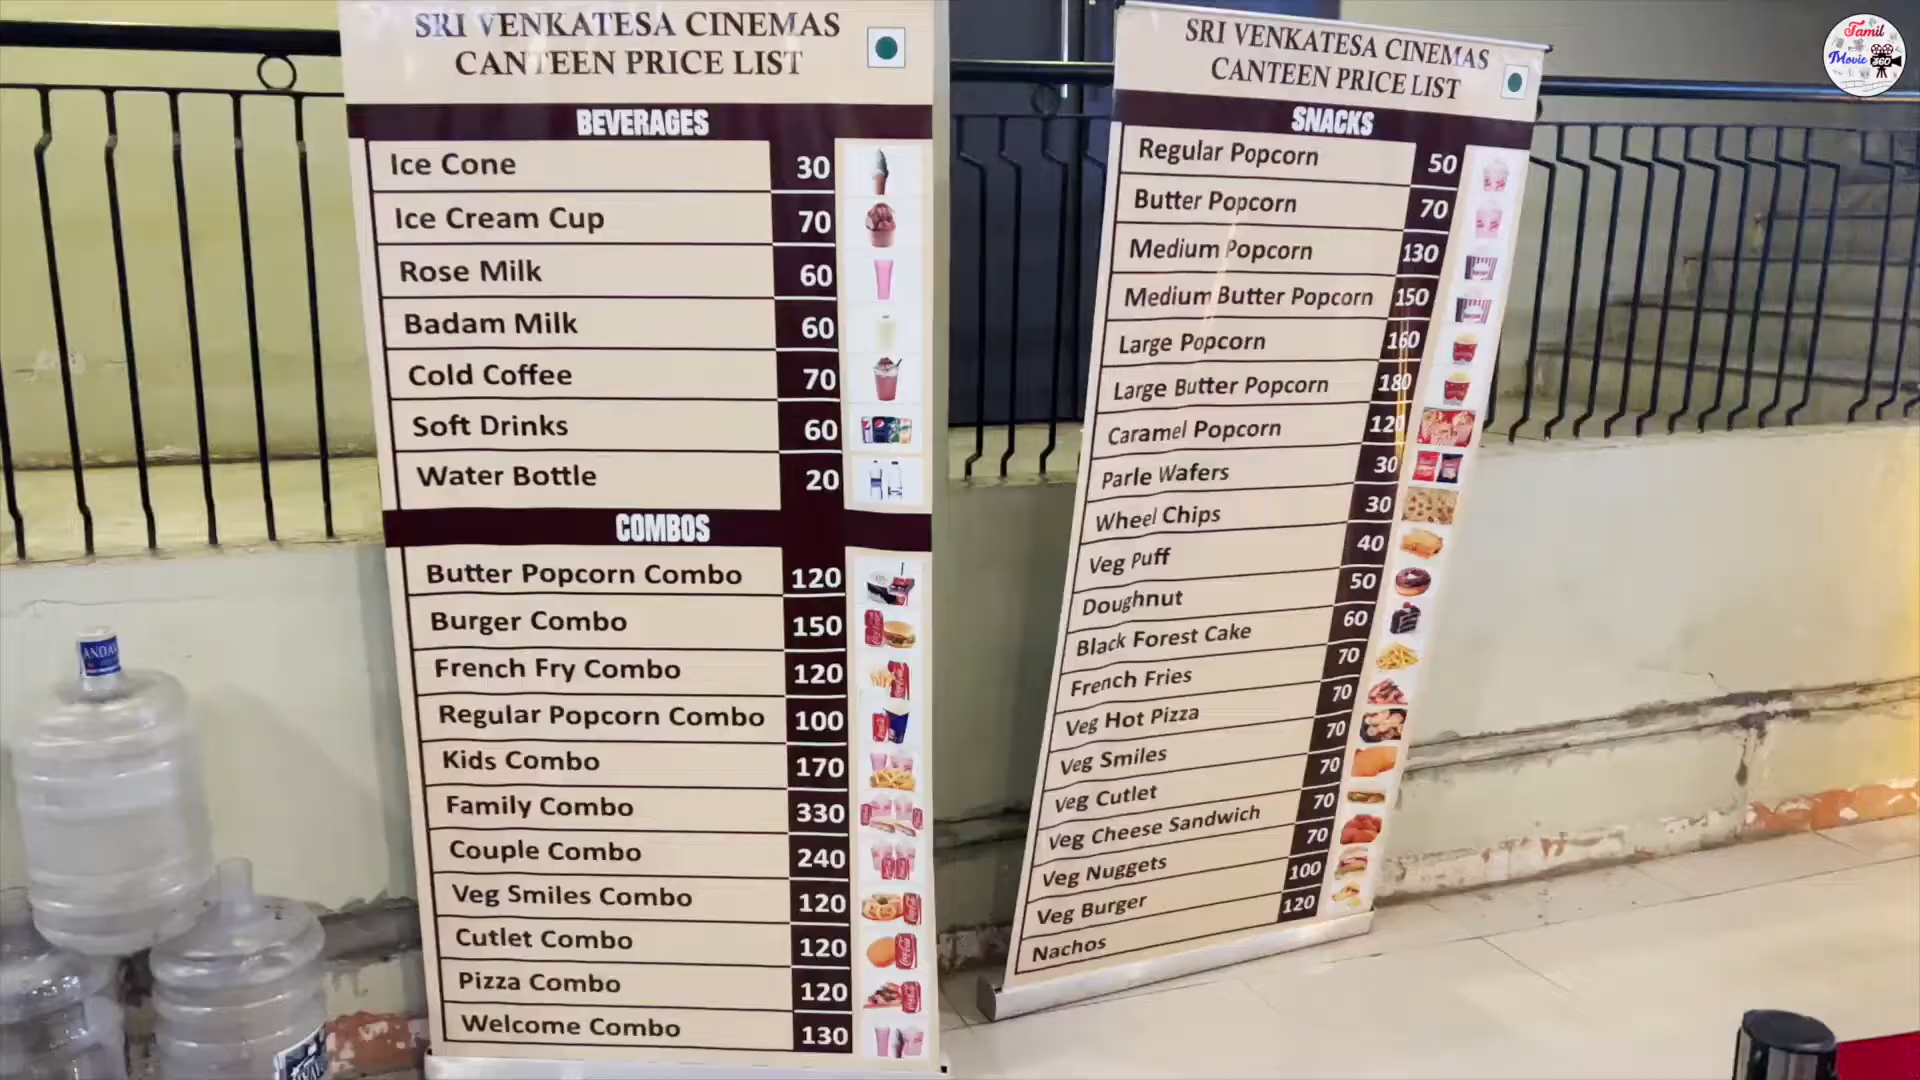 SRI VENKATESA CINEMAS
CANTEEN PRICE LIST
BEVERAGES
Ice Cone 30
Ice Cream Cup 70
Rose Milk 60
Badam Milk 60
Cold Coffee 70
Soft Drinks 60
Water Bottle 20
COMBOS
Butter Popcorn Combo 120
Burger Combo 150
French Fry Combo 120
Regular Popcorn Combo 100
Kids Combo 170
Family Combo 330
Couple Combo 240
Veg Smiles Combo 120
Cutlet Combo 120
Pizza Combo 120
Welcome Combo 130
SRI VENKATESA CINEMAS
CANTEEN PRICE LIST
SNACKS
Regular Popcorn 50
Butter Popcorn 70
Medium Popcorn 130
Medium Butter Popcorn 150
Large Popcorn 160
Large Butter Popcorn 180
Caramel Popcorn 120
Parle Wafers 30
Wheel Chips 30
Veg Puff 40
Doughnut 50
Black Forest Cake 60
French Fries 70
Veg Hot Pizza 70
Veg Smiles 70
Veg Cutlet 70
Veg Cheese Sandwich 70
Veg Nuggets 70
Veg Burger 100
Nachos 120
Tamil
Movie 360